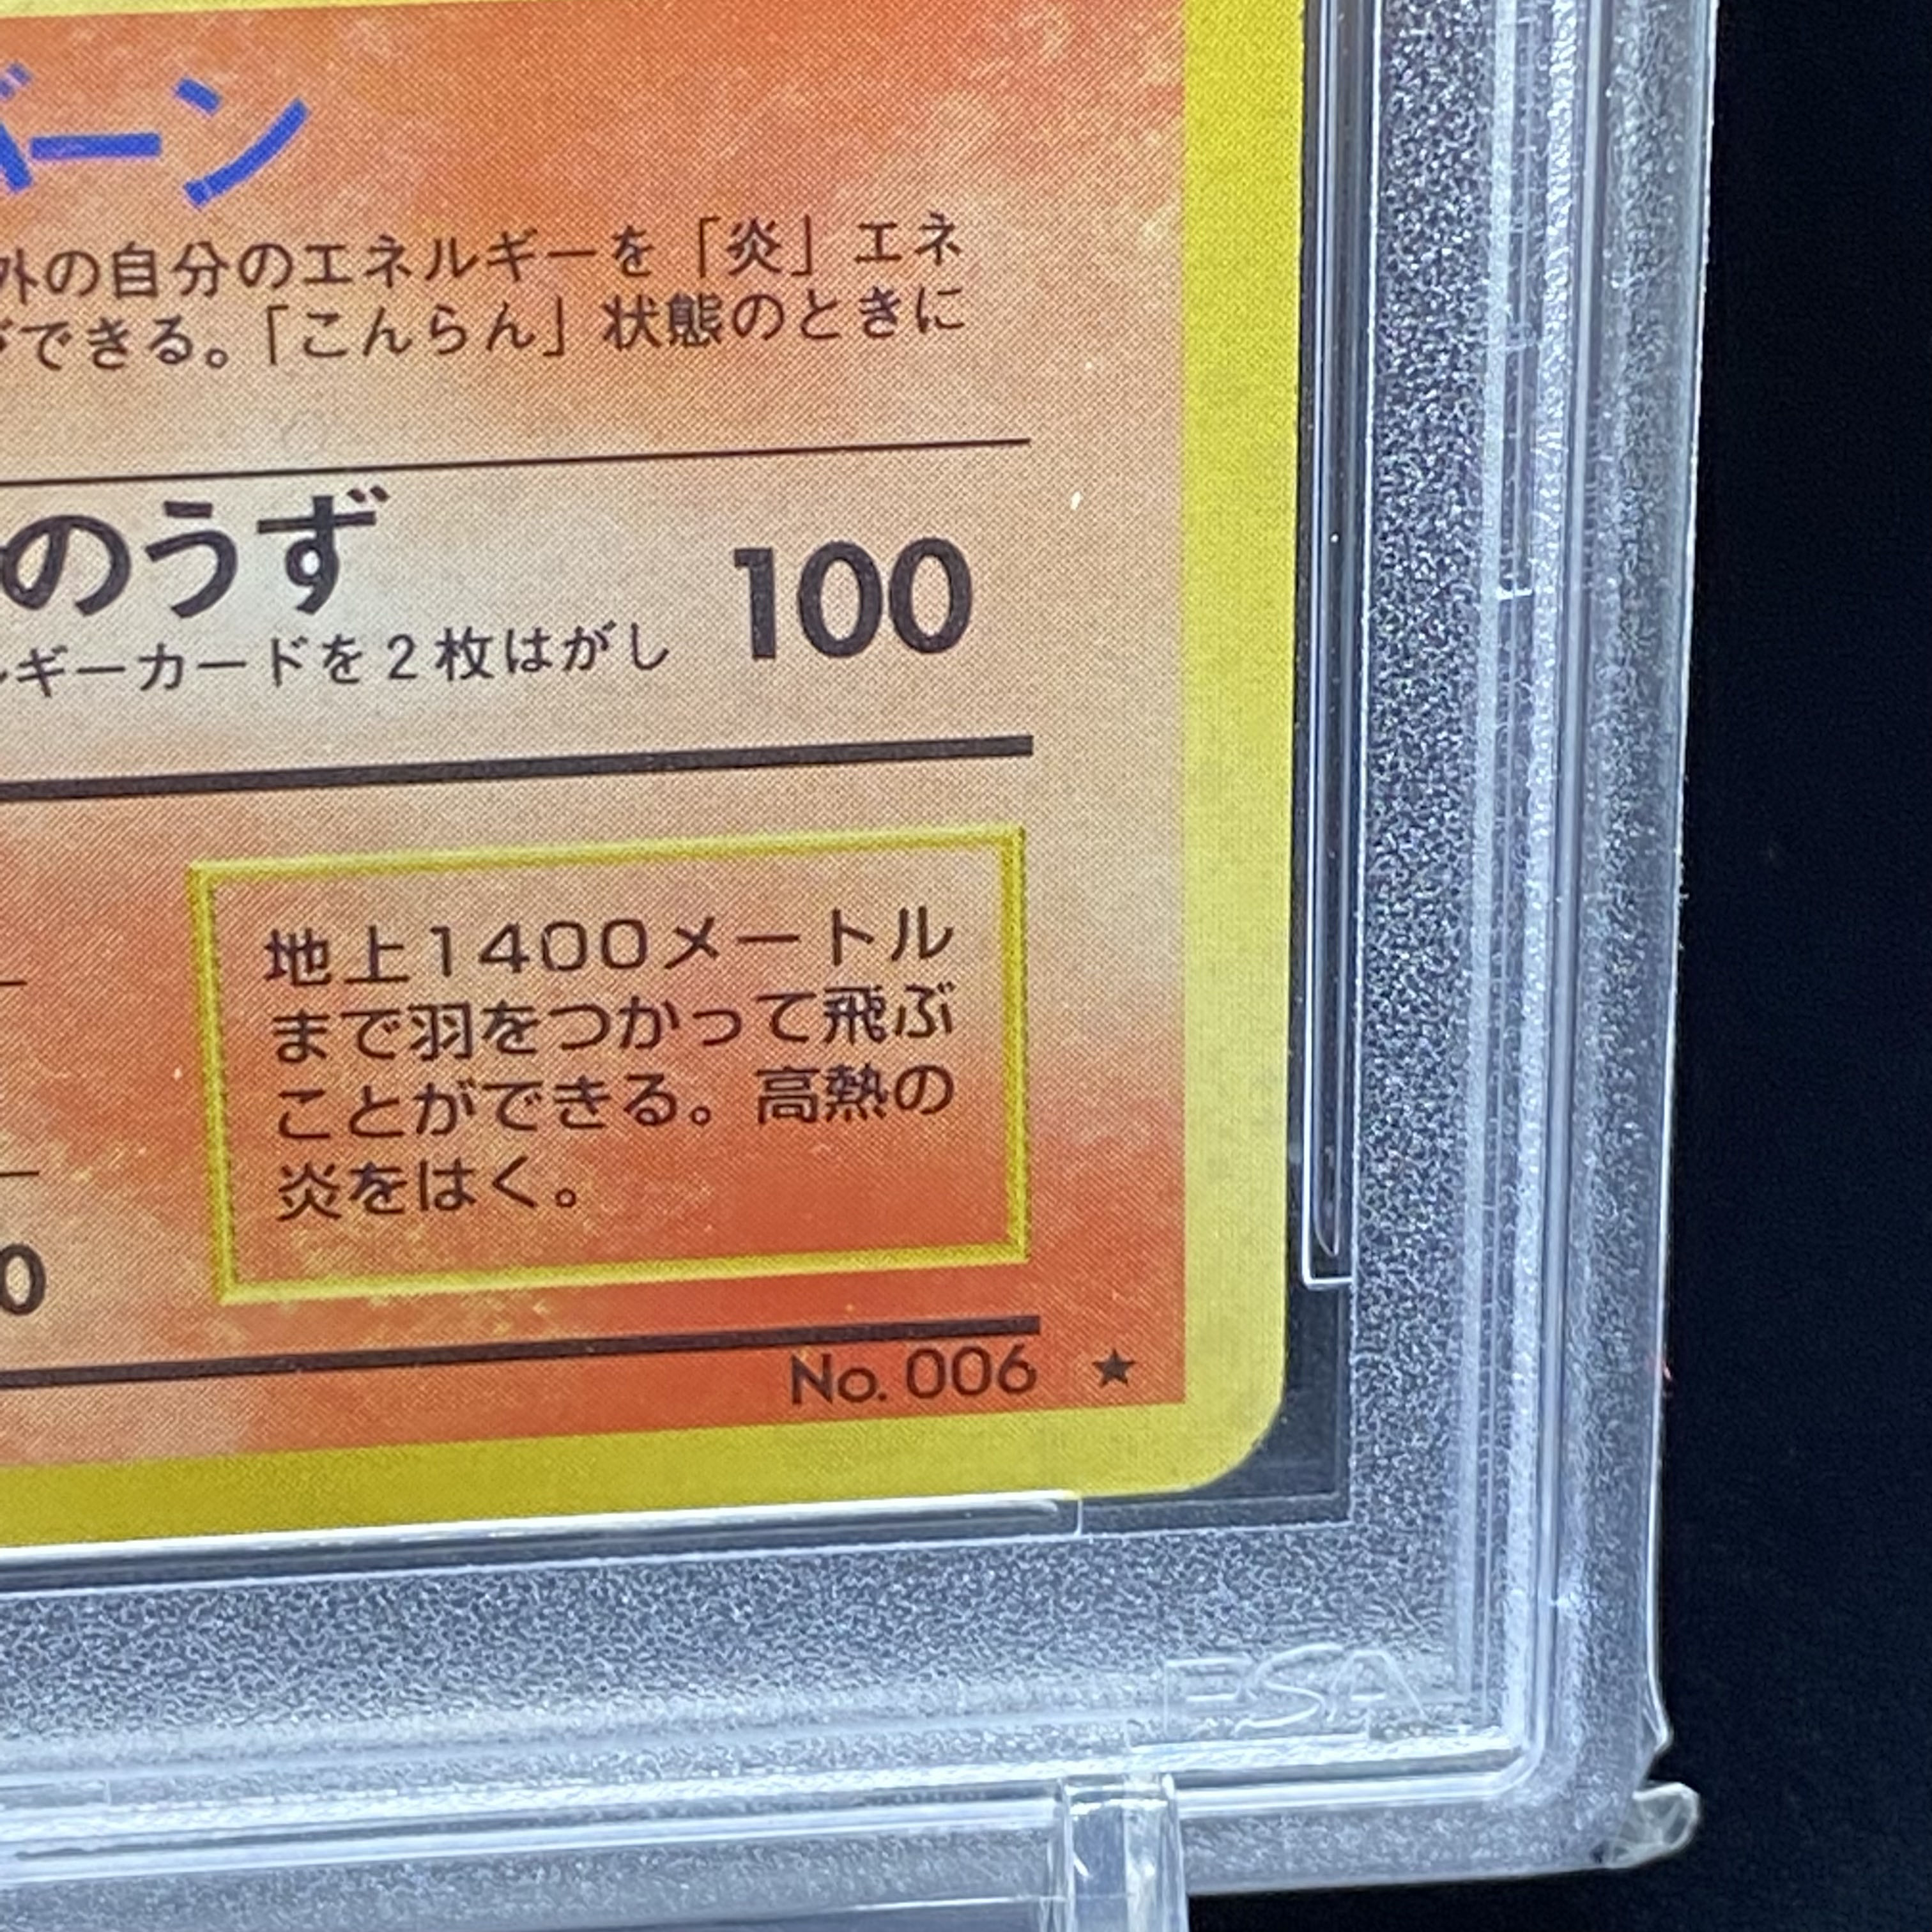 バーン
外の自分のエネルギーを「炎」エネ
ができる。「こんらん」状態のときに
のうず
100
ルギーカードを2枚はがし
地上1400メートル
まで羽をつかって飛ぶ
ことができる。高熱の
炎をはく。
0
No. 006 ★
PSA